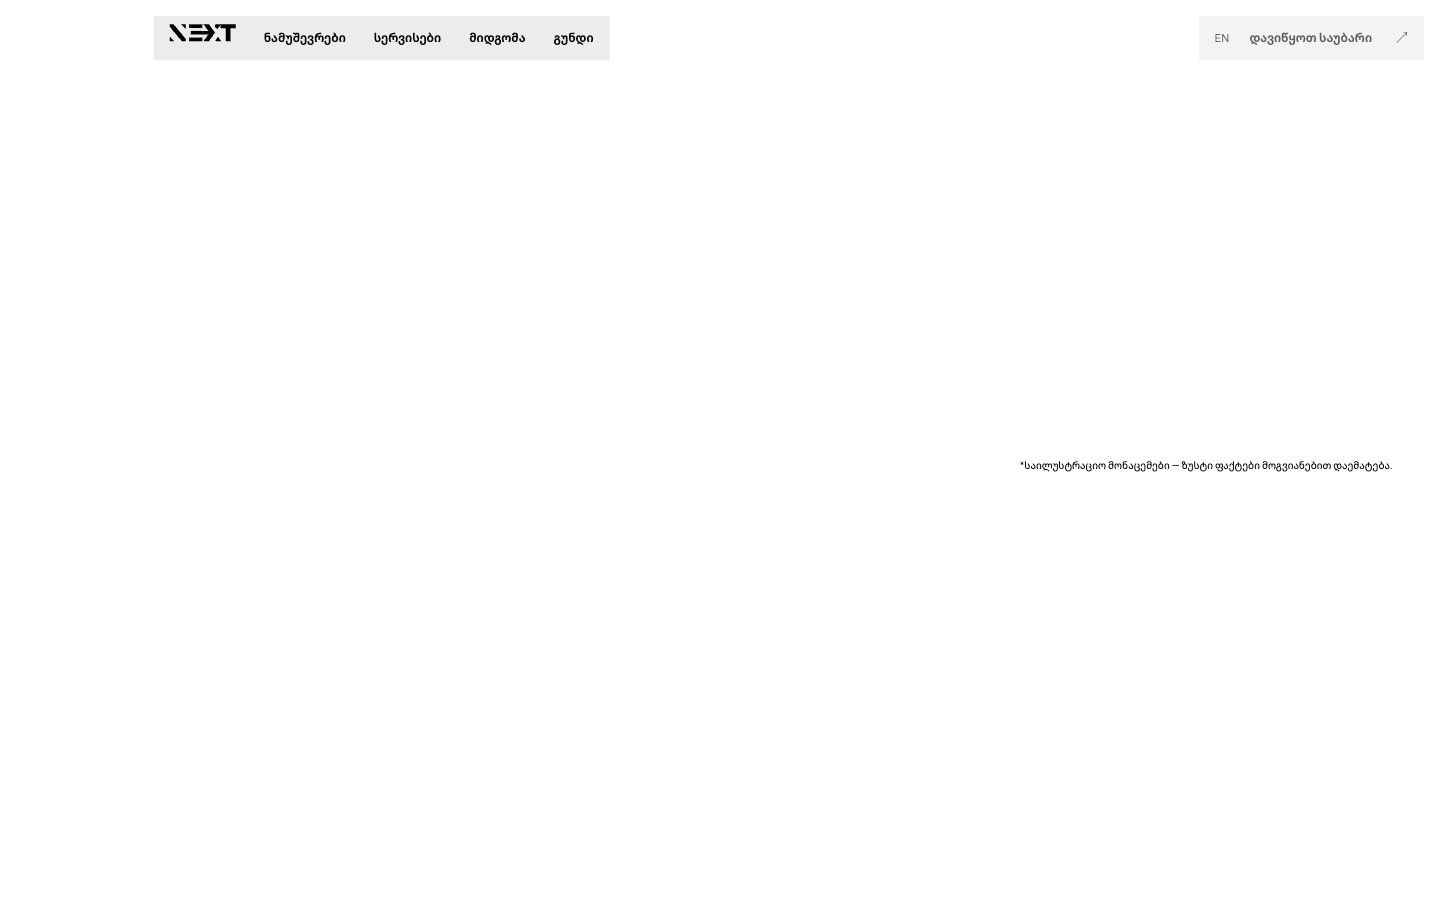 NEXT
ნამუშევრები
სერვისები
მიდგომა
გუნდი
EN
დავიწყოთ საუბარი
*საილუსტრაციო მონაცემები — ზუსტი ფაქტები მოგვიანებით დაემატება.